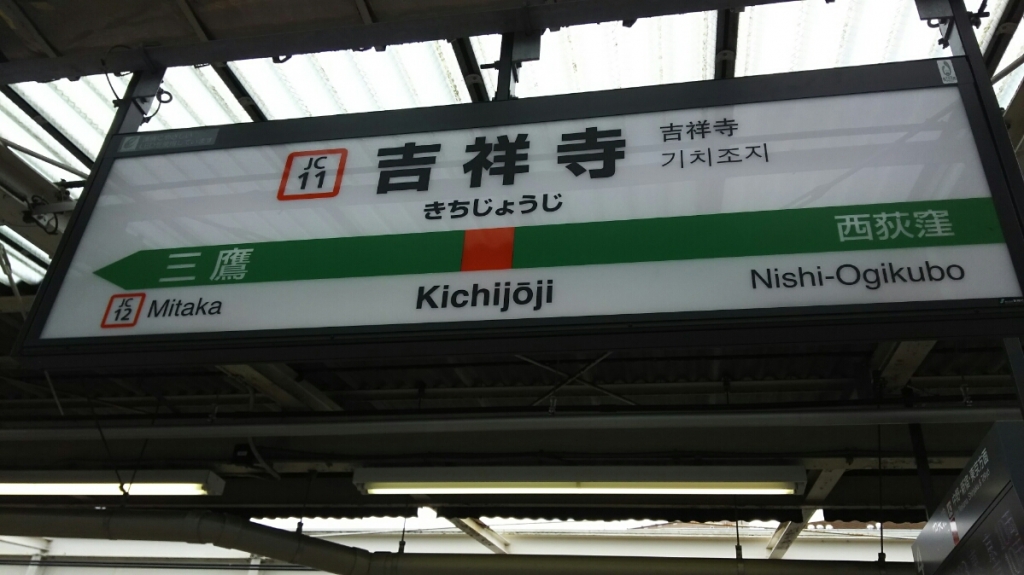 JC
11
吉祥寺
吉祥寺
기치조지
きちじょうじ
三鷹
西荻窪
JC
12
Mitaka
Kichijōji
Nishi-Ogikubo